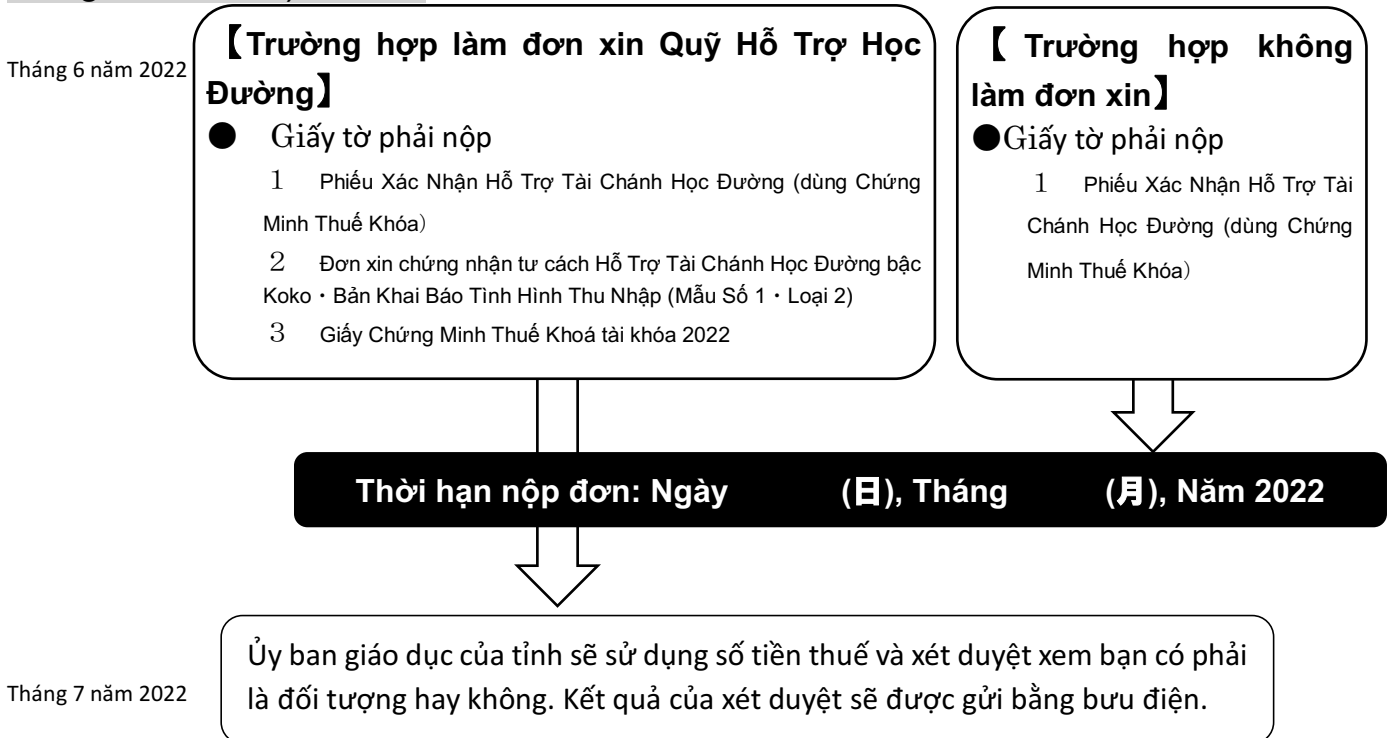 Tháng 6 năm 2022
【Trường hợp làm đơn xin Quỹ Hỗ Trợ Học
Đường】
● Giấy tờ phải nộp
1 Phiếu Xác Nhận Hỗ Trợ Tài Chánh Học Đường (dùng Chứng
Minh Thuế Khóa）
2 Đơn xin chứng nhận tư cách Hỗ Trợ Tài Chánh Học Đường bậc
Koko・Bản Khai Báo Tình Hình Thu Nhập (Mẫu Số 1・Loại 2)
3 Giấy Chứng Minh Thuế Khoá tài khóa 2022
【 Trường hợp không
làm đơn xin】
●Giấy tờ phải nộp
1 Phiếu Xác Nhận Hỗ Trợ Tài
Chánh Học Đường (dùng Chứng
Minh Thuế Khóa）
Thời hạn nộp đơn: Ngày (日), Tháng (月), Năm 2022
Tháng 7 năm 2022
Ủy ban giáo dục của tỉnh sẽ sử dụng số tiền thuế và xét duyệt xem bạn có phải
là đối tượng hay không. Kết quả của xét duyệt sẽ được gửi bằng bưu điện.